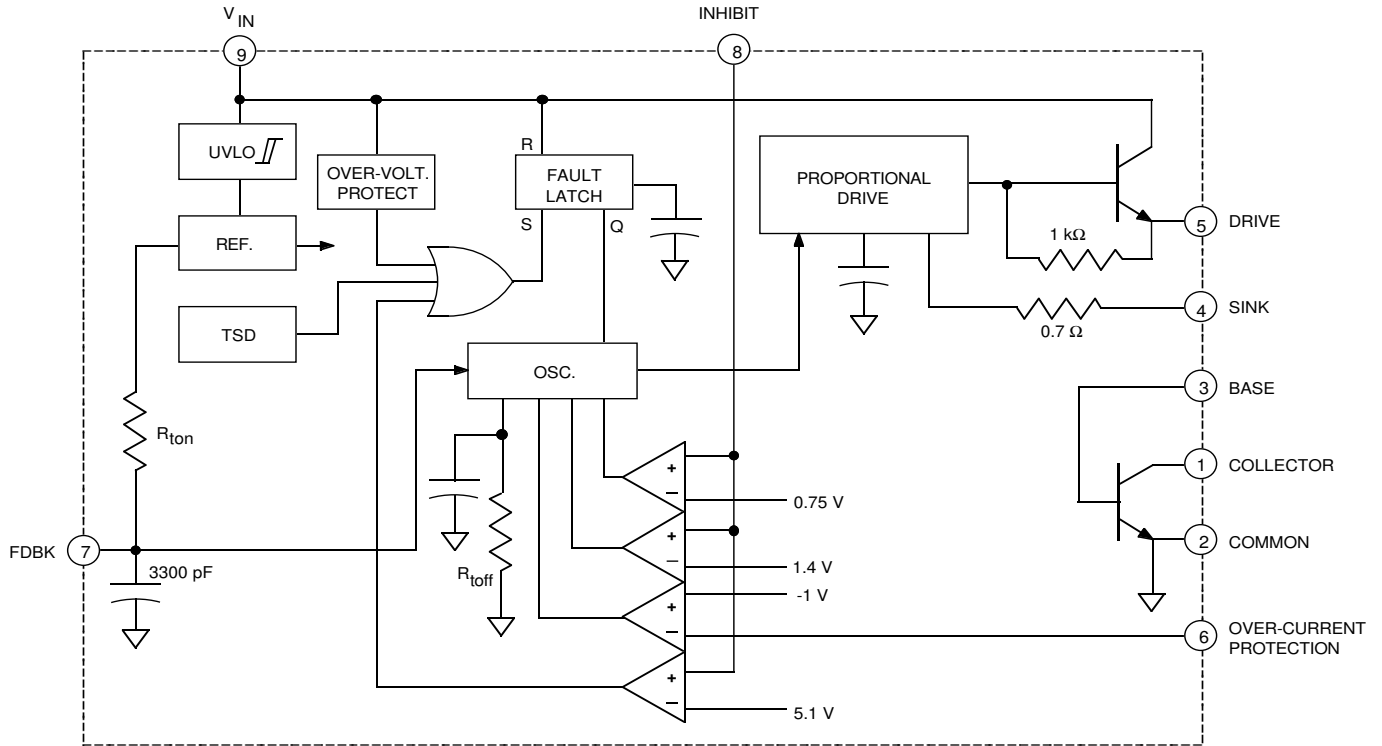 V IN
INHIBIT
9
8
UVLO
OVER-VOLT.
PROTECT
R
FAULT
LATCH
S
Q
PROPORTIONAL
DRIVE
REF.
1 kΩ
5
DRIVE
TSD
0.7 Ω
4
SINK
OSC.
3
BASE
Rton
+
−
0.75 V
1
COLLECTOR
+
−
1.4 V
2
COMMON
FDBK
7
3300 pF
Rtoff
+
−
-1 V
6
OVER-CURRENT
PROTECTION
+
−
5.1 V